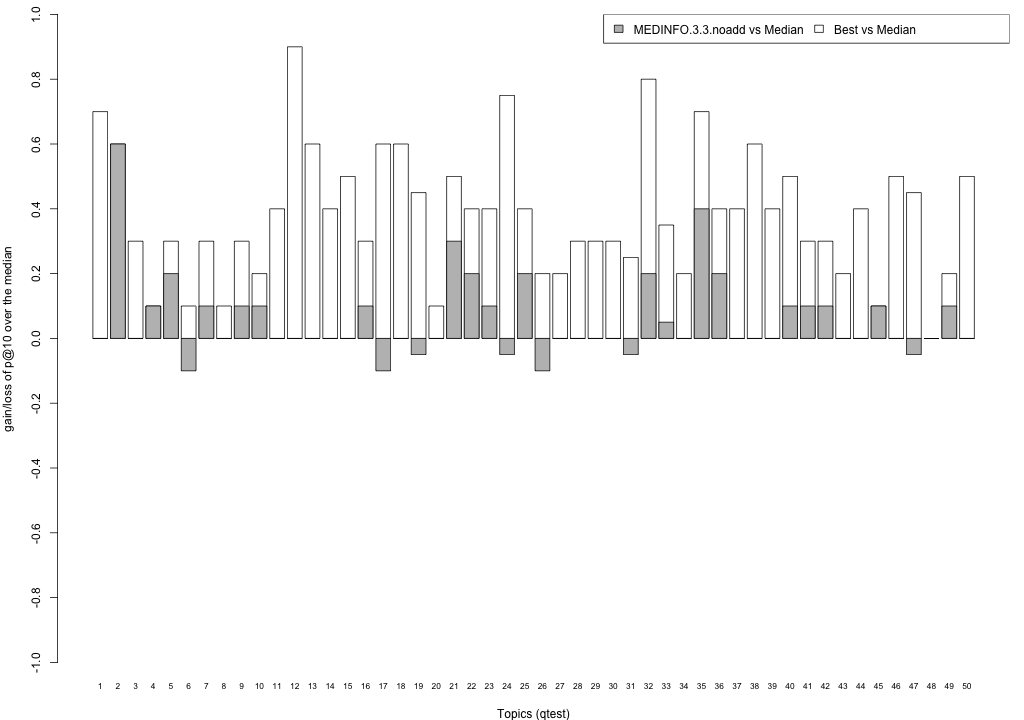 MEDINFO.3.3.noadd vs Median Best vs Median
1.0
0.8
0.6
0.4
0.2
0.0
-0.2
-0.4
-0.6
-0.8
-1.0
gain/loss of p@10 over the median
1 2 3 4 5 6 7 8 9 10 11 12 13 14 15 16 17 18 19 20 21 22 23 24 25 26 27 28 29 30 31 32 33 34 35 36 37 38 39 40 41 42 43 44 45 46 47 48 49 50
Topics (qtest)